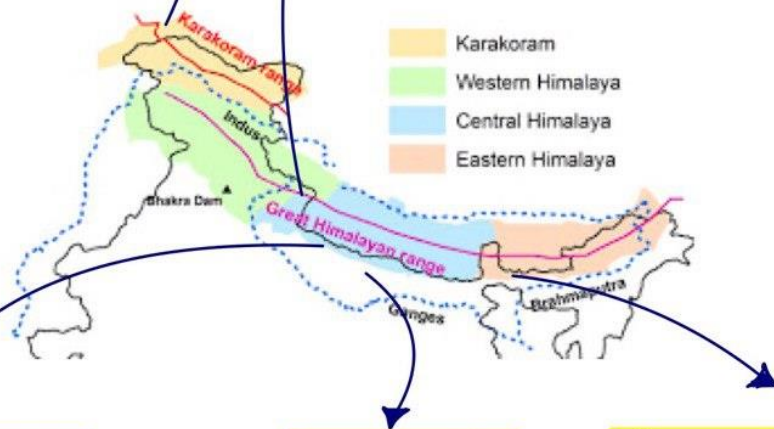 Karakoram range
Karakoram
Western Himalaya
Central Himalaya
Eastern Himalaya
Indus
Bhakra Dam
Great Himalayan range
Brahmaputra
Ganges